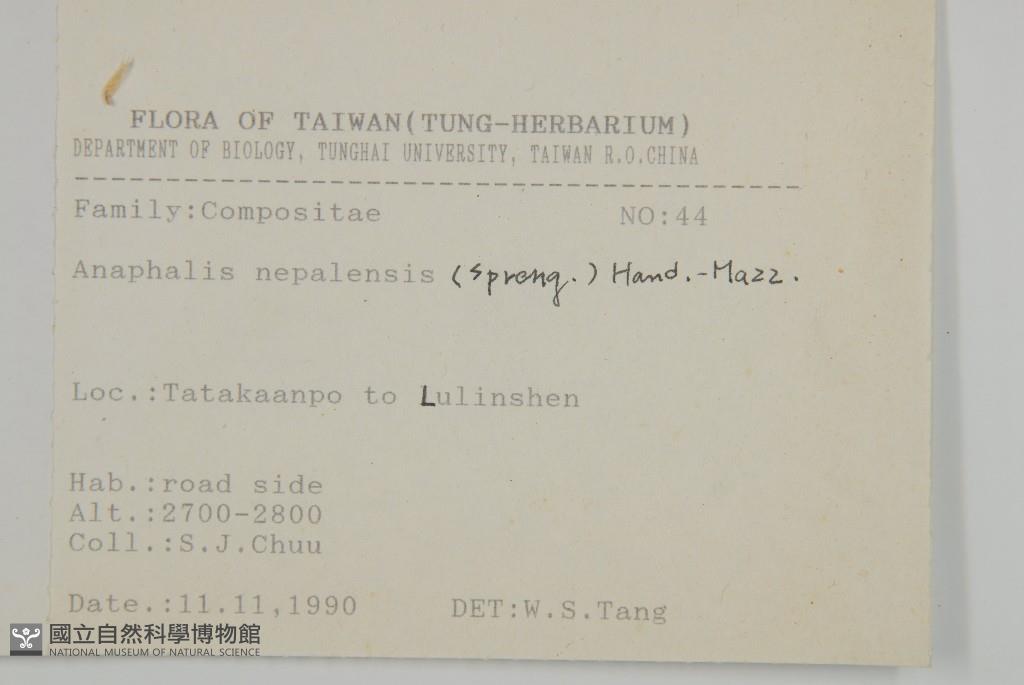 FLORA OF TAIWAN(TUNG-HERBARIUM)
DEPARTMENT OF BIOLOGY, TUNGHAI UNIVERSITY, TAIWAN R.O.CHINA
Family:Compositae NO:44
Anaphalis nepalensis (Spreng.) Hand.-Mazz.
Loc.:Tatakaanpo to Lulinshen
Hab.:road side
Alt.:2700-2800
Coll.:S.J.Chuu
Date.:11.11,1990 DET:W.S.Tang
國立自然科學博物館
NATIONAL MUSEUM OF NATURAL SCIENCE